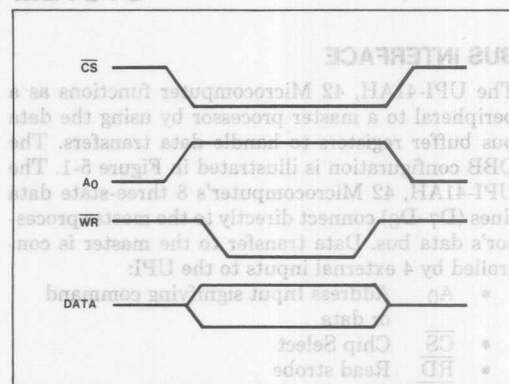 BUS INTERFACE
The UPI-41AH, 42 Microcomputer functions as a
peripheral to a master processor by using the data
bus buffer registers to handle data transfers. The
DBB configuration is illustrated in Figure 5-1. The
UPI-41AH, 42 Microcomputer's 8 three-state data
lines (D7-D0) connect directly to the master proces-
sor's data bus. Data transfer to the master is con-
trolled by 4 external inputs to the UPI:
• A0 Address Input signifying command
or data
• C̅S̅ Chip Select
• R̅D̅ Read strobe
C̅S̅
A0
W̅R̅
DATA